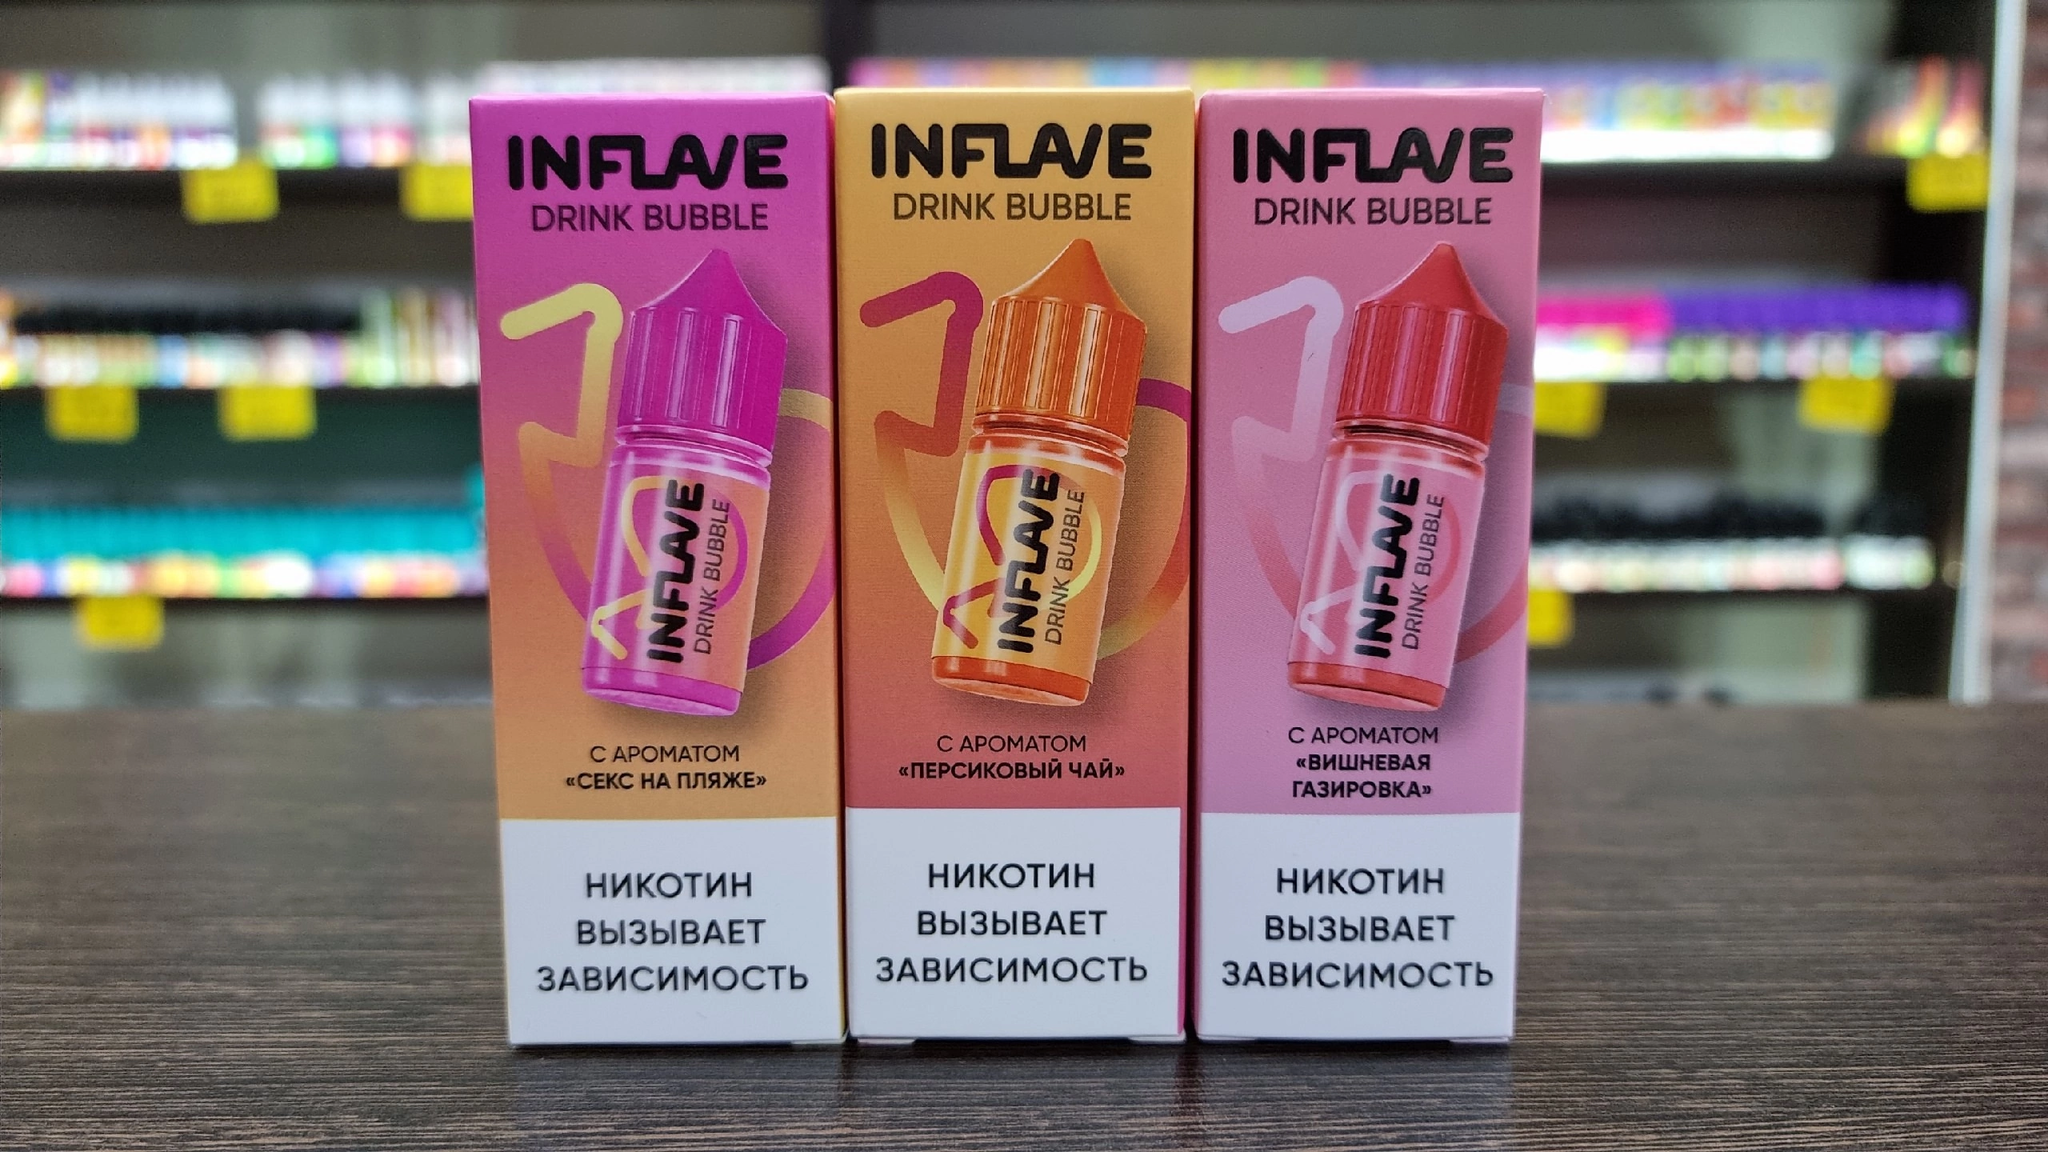 INFLAVE
DRINK BUBBLE
INFLAVE
DRINK BUBBLE
С АРОМАТОМ
«СЕКС НА ПЛЯЖЕ»
НИКОТИН
ВЫЗЫВАЕТ
ЗАВИСИМОСТЬ
INFLAVE
DRINK BUBBLE
INFLAVE
DRINK BUBBLE
С АРОМАТОМ
«ПЕРСИКОВЫЙ ЧАЙ»
НИКОТИН
ВЫЗЫВАЕТ
ЗАВИСИМОСТЬ
INFLAVE
DRINK BUBBLE
INFLAVE
DRINK BUBBLE
С АРОМАТОМ
«ВИШНЕВАЯ
ГАЗИРОВКА»
НИКОТИН
ВЫЗЫВАЕТ
ЗАВИСИМОСТЬ